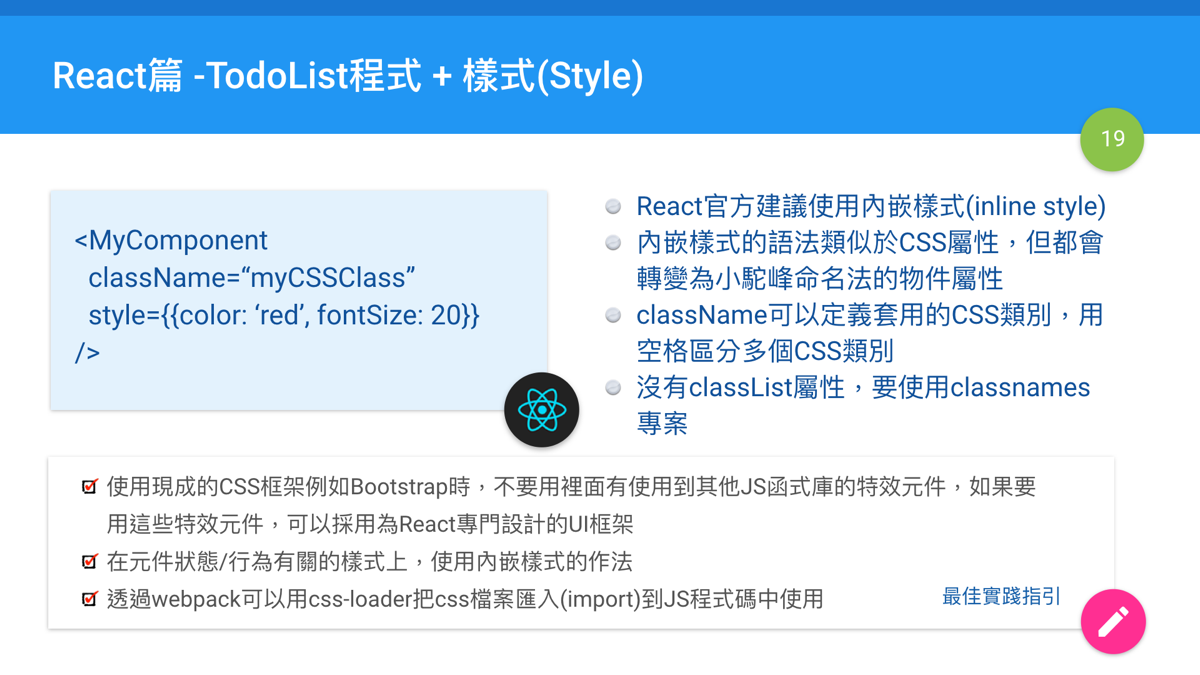 React篇 -TodoList程式 + 樣式(Style)
19
<MyComponent
className=“myCSSClass”
style={{color: ‘red’, fontSize: 20}}
/>
React官方建議使用內嵌樣式(inline style)
內嵌樣式的語法類似於CSS屬性，但都會
轉變為小駝峰命名法的物件屬性
className可以定義套用的CSS類別，用
空格區分多個CSS類別
沒有classList屬性，要使用classnames
專案
使用現成的CSS框架例如Bootstrap時，不要用裡面有使用到其他JS函式庫的特效元件，如果要
用這些特效元件，可以採用為React專門設計的UI框架
在元件狀態/行為有關的樣式上，使用內嵌樣式的作法
透過webpack可以用css-loader把css檔案匯入(import)到JS程式碼中使用
最佳實踐指引